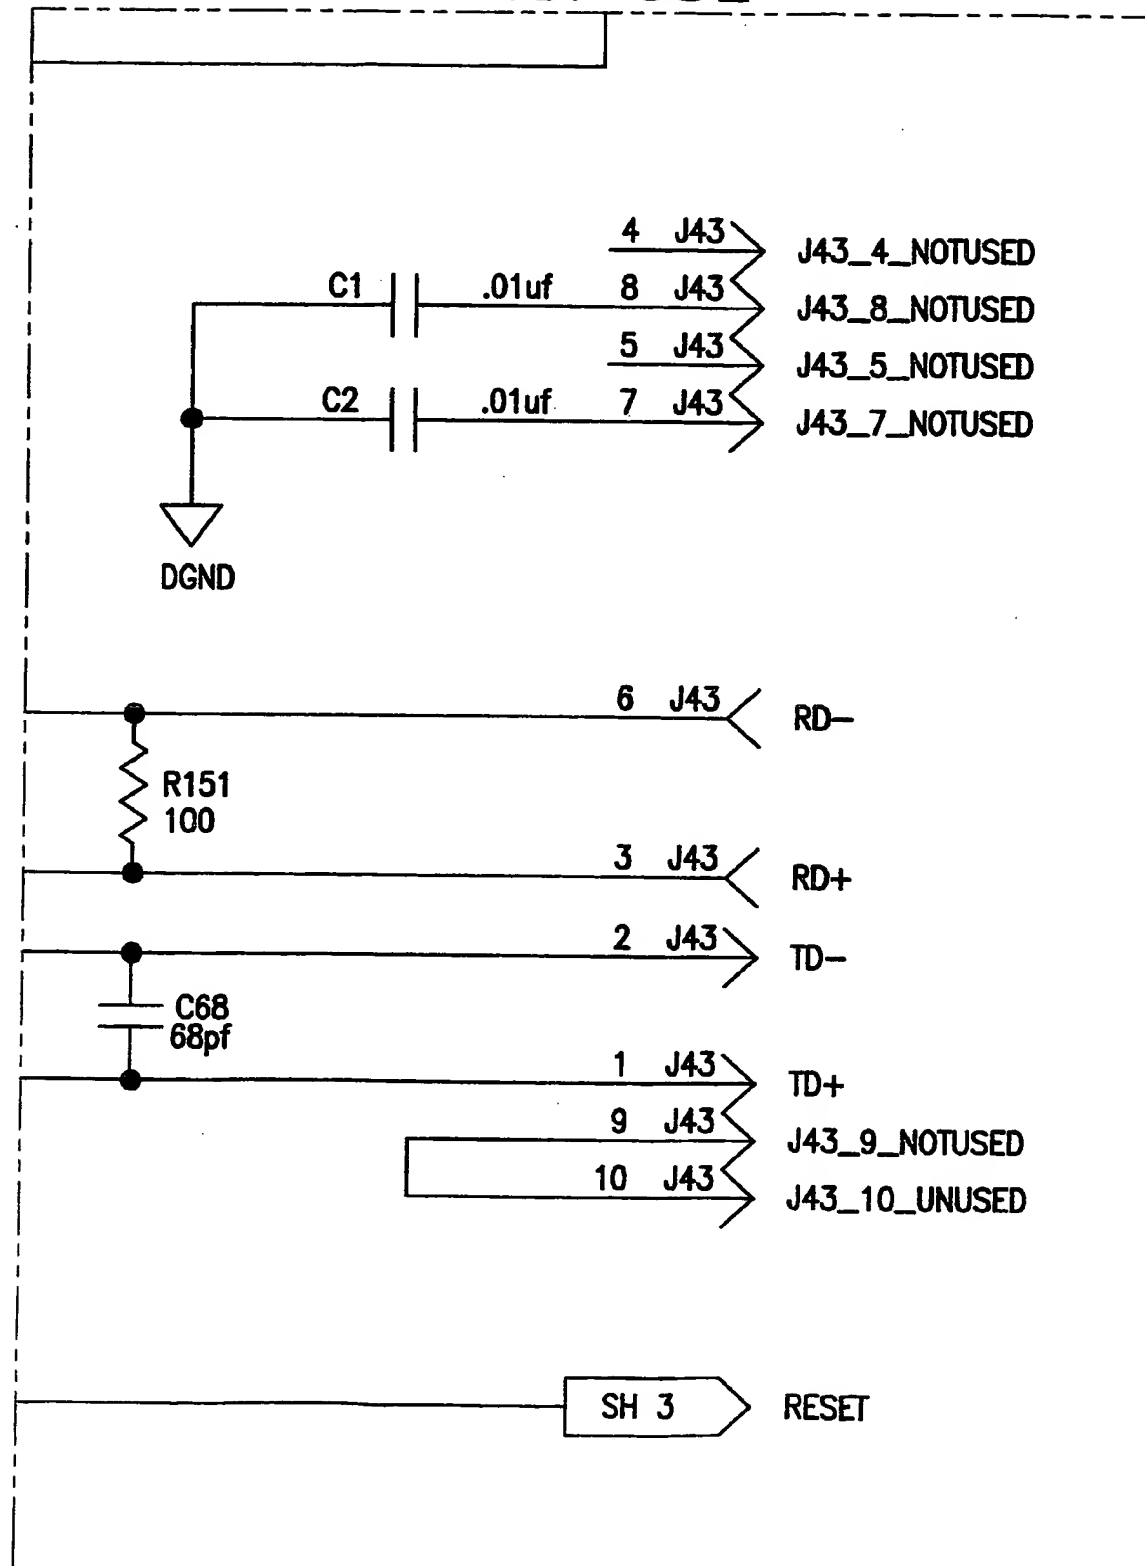 4 J43 J43_4_NOTUSED
C1 .01uf 8 J43 J43_8_NOTUSED
5 J43 J43_5_NOTUSED
C2 .01uf 7 J43 J43_7_NOTUSED
DGND
6 J43 RD-
R151
100
3 J43 RD+
2 J43 TD-
C68
68pf
1 J43 TD+
9 J43 J43_9_NOTUSED
10 J43 J43_10_UNUSED
SH 3 RESET